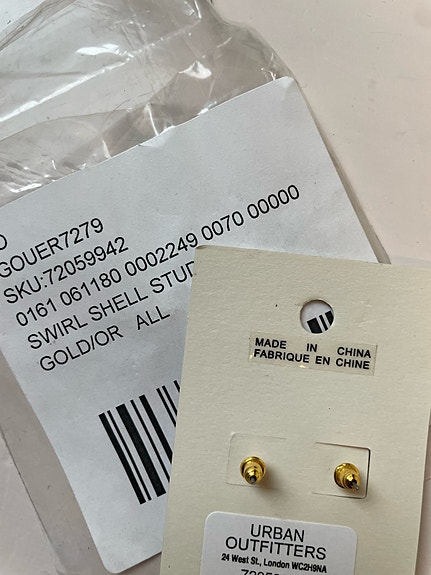 GOUER7279
SKU:72059942
0161 061180 0002249 0070 00000
SWIRL SHELL STUD
GOLD/OR ALL
MADE IN CHINA
FABRIQUE EN CHINE
URBAN
OUTFITTERS
24 West St., London WC2H9NA